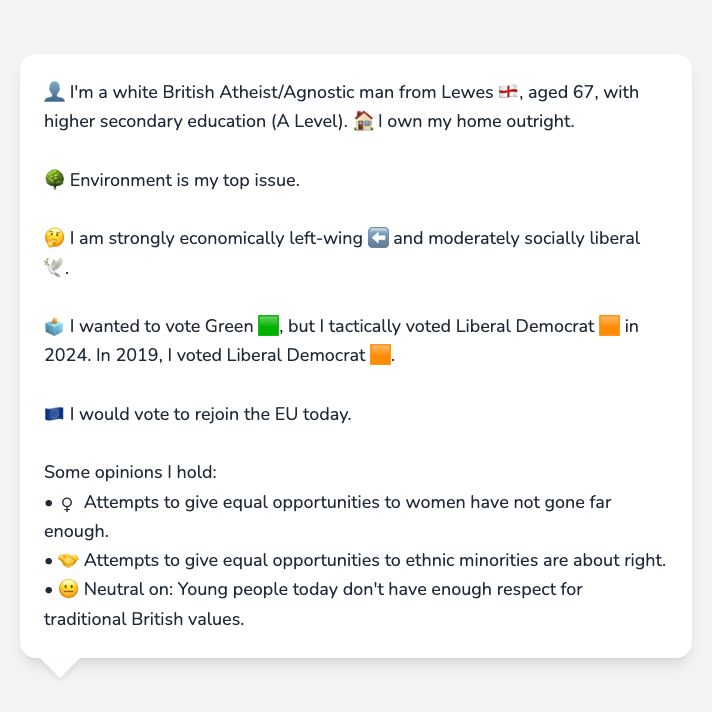 👤 I'm a white British Atheist/Agnostic man from Lewes 🏴󠁧󠁢󠁥󠁮󠁧󠁿, aged 67, with
higher secondary education (A Level). 🏠 I own my home outright.
🌳 Environment is my top issue.
🤔 I am strongly economically left-wing ⬅️ and moderately socially liberal
🕊️.
🗳️ I wanted to vote Green 🟩, but I tactically voted Liberal Democrat 🟧 in
2024. In 2019, I voted Liberal Democrat 🟧.
🇪🇺 I would vote to rejoin the EU today.
Some opinions I hold:
• ♀ Attempts to give equal opportunities to women have not gone far
enough.
• 🤝 Attempts to give equal opportunities to ethnic minorities are about right.
• 😐 Neutral on: Young people today don't have enough respect for
traditional British values.